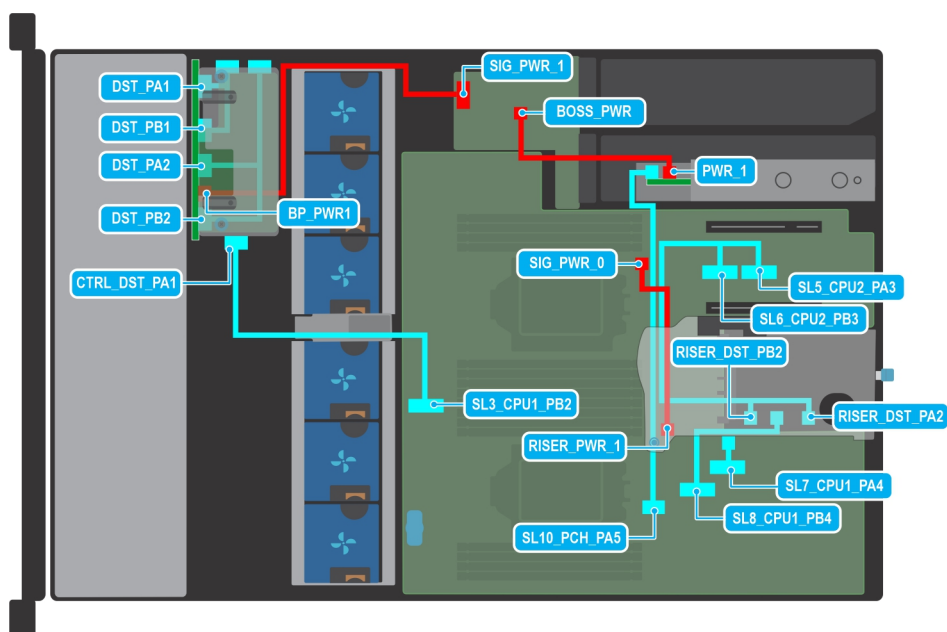 SIG_PWR_1
DST_PA1
BOSS_PWR
DST_PB1
DST_PA2
PWR_1
BP_PWR1
DST_PB2
SIG_PWR_0
CTRL_DST_PA1
SL5_CPU2_PA3
SL6_CPU2_PB3
RISER_DST_PB2
SL3_CPU1_PB2
RISER_DST_PA2
RISER_PWR_1
SL7_CPU1_PA4
SL8_CPU1_PB4
SL10_PCH_PA5